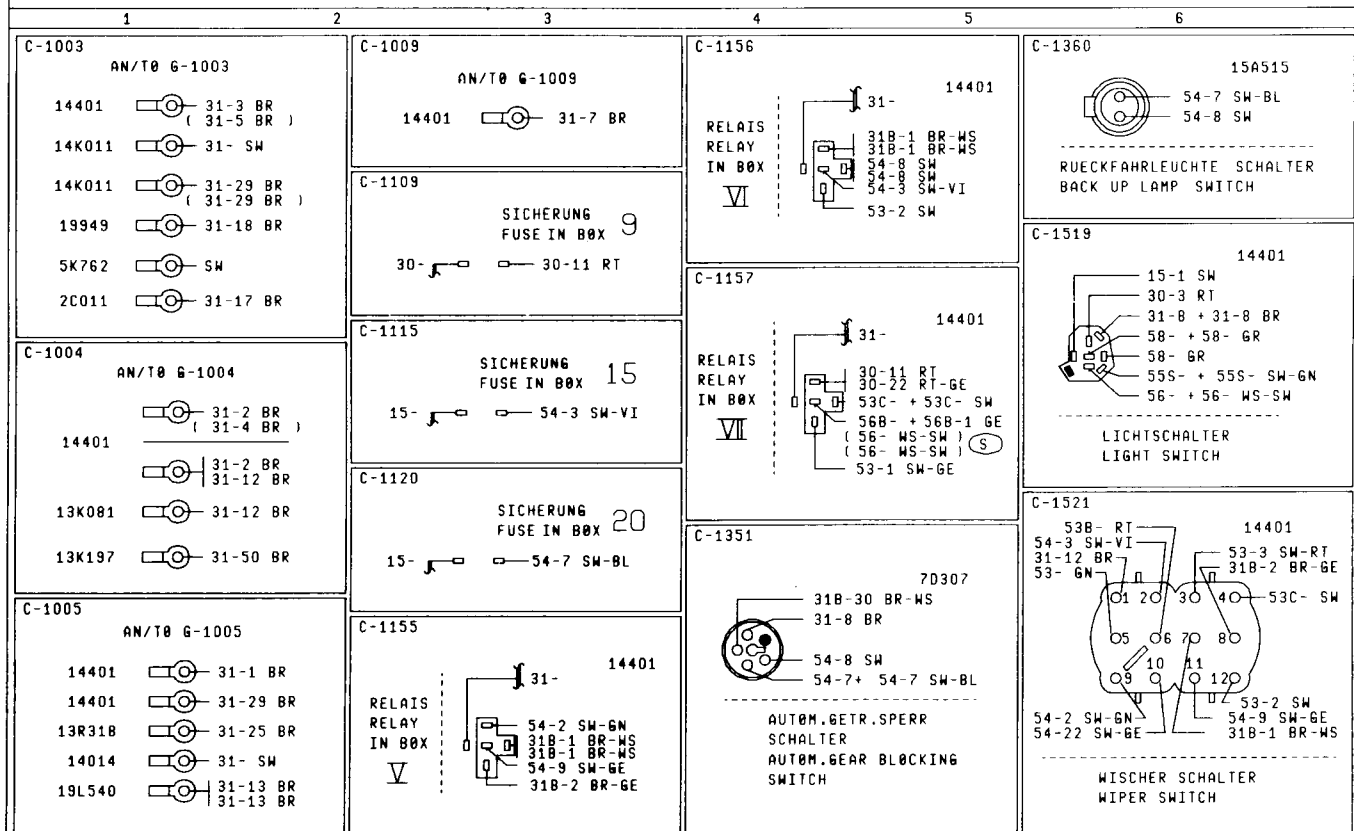 1 2 3 4 5 6
C-1003
AN/TØ G-1003
14401 31-3 BR
( 31-5 BR )
14K011 31- SW
14K011 31-29 BR
( 31-29 BR )
19949 31-18 BR
5K762 SW
2C011 31-17 BR
C-1004
AN/TØ G-1004
31-2 BR
( 31-4 BR )
14401
31-2 BR
31-12 BR
13K081 31-12 BR
13K197 31-50 BR
C-1005
AN/TØ G-1005
14401 31-1 BR
14401 31-29 BR
13R318 31-25 BR
14014 31- SW
19L540 31-13 BR
31-13 BR
C-1009
AN/TØ G-1009
14401 31-7 BR
C-1109
SICHERUNG
FUSE IN BØX 9
30- 30-11 RT
C-1115
SICHERUNG
FUSE IN BØX 15
15- 54-3 SW-VI
C-1120
SICHERUNG
FUSE IN BØX 20
15- 54-7 SW-BL
C-1155
14401
31-
RELAIS
RELAY
IN BØX
V
54-2 SW-GN
31B-1 BR-WS
31B-1 BR-WS
54-9 SW-GE
31B-2 BR-GE
C-1156
14401
31-
RELAIS
RELAY
IN BØX
VI
31B-1 BR-WS
31B-1 BR-WS
54-8 SW
54-8 SW
54-3 SW-VI
53-2 SW
C-1157
14401
31-
RELAIS
RELAY
IN BØX
VII
30-11 RT
30-22 RT-GE
53C- + 53C- SW
56B- + 56B-1 GE
( 56- WS-SW )
( 56- WS-SW ) S
53-1 SW-GE
C-1351
7D307
31B-30 BR-WS
31-8 BR
54-8 SW
54-7+ 54-7 SW-BL
AUTØM.GETR.SPERR
SCHALTER
AUTØM.GEAR BLØCKING
SWITCH
C-1360
15A515
54-7 SW-BL
54-8 SW
RUECKFAHRLEUCHTE SCHALTER
BACK UP LAMP SWITCH
C-1519
14401
15-1 SW
30-3 RT
31-8 + 31-8 BR
58- + 58- GR
58- GR
55S- + 55S- SW-GN
56- + 56- WS-SW
LICHTSCHALTER
LIGHT SWITCH
C-1521
53B- RT 14401
54-3 SW-VI 53-3 SW-RT
31-12 BR 31B-2 BR-GE
53- GN
1 2 3 4 53C- SW
5 6 7 8
9 10 11 12
53-2 SW
54-2 SW-GN 54-9 SW-GE
54-22 SW-GE 31B-1 BR-WS
WISCHER SCHALTER
WIPER SWITCH